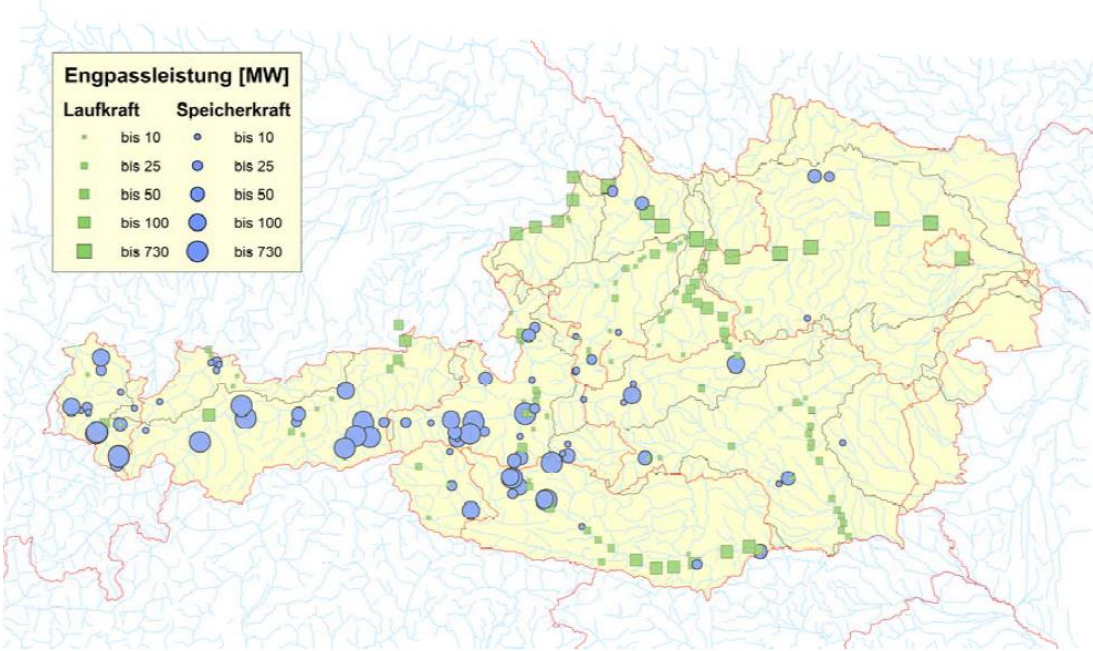 Engpassleistung [MW]
Laufkraft Speicherkraft
bis 10 bis 10
bis 25 bis 25
bis 50 bis 50
bis 100 bis 100
bis 730 bis 730